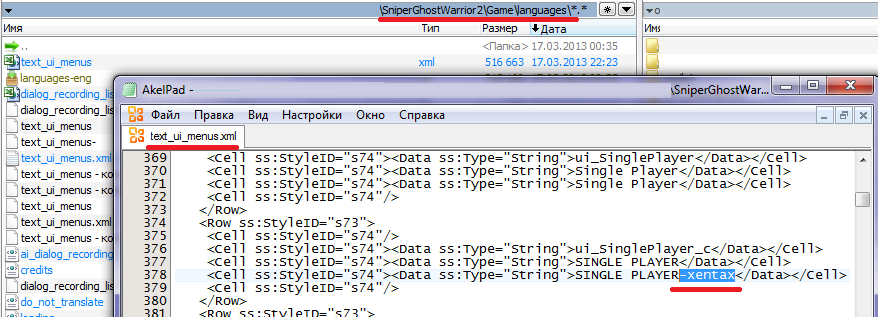 \SniperGhostWarrior2\Game\languages\*.* * ▼
▼ o
Имя Тип Размер Дата
Имя
.. <Папка> 17.03.2013 00:35
text_ui_menus xml 516 663 17.03.2013 22:23
languages-eng
dialog_recording_lis
dialog_recording_lis
text_ui_menus
text_ui_menus-
text_ui_menus.xml
text_ui_menus - ко
text_ui_menus - ко
text_ui_menus
text_ui_menus.xml
text_ui_menus - ко
ai_dialog_recording
credits
dialog_recording_lis
do_not_translate
AkelPad - \SniperGhostWar...
Файл Правка Вид Настройки Окно Справка
text_ui_menus.xml
369 <Cell ss:StyleID="s74"><Data ss:Type="String">ui_SinglePlayer</Data></Cell>
370 <Cell ss:StyleID="s74"><Data ss:Type="String">Single Player</Data></Cell>
371 <Cell ss:StyleID="s74"><Data ss:Type="String">Single Player</Data></Cell>
372 <Cell ss:StyleID="s74"/>
373 </Row>
374 <Row ss:StyleID="s73">
375 <Cell ss:StyleID="s74"/>
376 <Cell ss:StyleID="s74"><Data ss:Type="String">ui_SinglePlayer_c</Data></Cell>
377 <Cell ss:StyleID="s74"><Data ss:Type="String">SINGLE PLAYER</Data></Cell>
378 <Cell ss:StyleID="s74"><Data ss:Type="String">SINGLE PLAYER-xentax</Data></Cell>
379 <Cell ss:StyleID="s74"/>
380 </Row>
381 <Row ss:StyleID="s73">